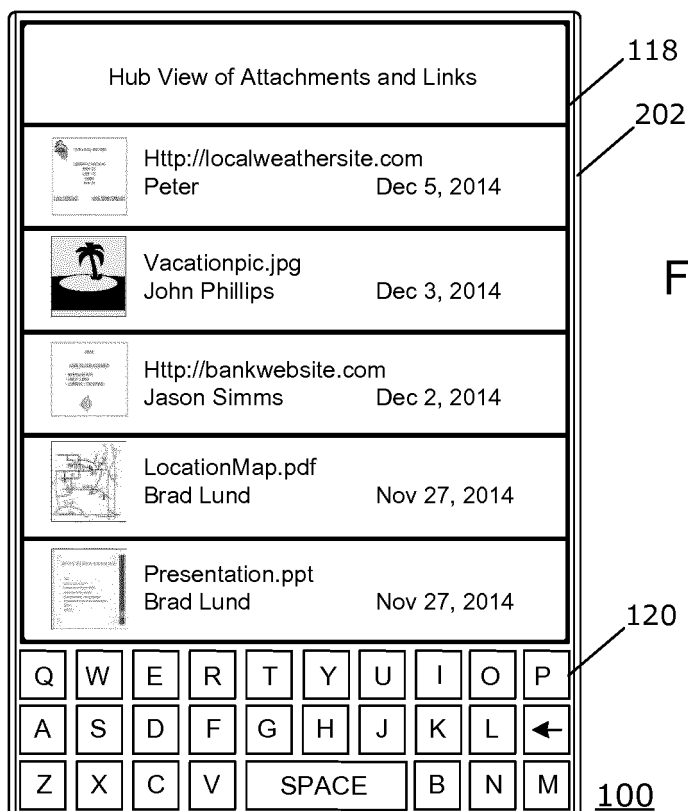 Hub View of Attachments and Links
118
202
Http://localweathersite.com
Peter Dec 5, 2014
Vacationpic.jpg
John Phillips Dec 3, 2014
F
Http://bankwebsite.com
Jason Simms Dec 2, 2014
LocationMap.pdf
Brad Lund Nov 27, 2014
Presentation.ppt
Brad Lund Nov 27, 2014
120
Q W E R T Y U I O P
A S D F G H J K L ←
Z X C V SPACE B N M
100